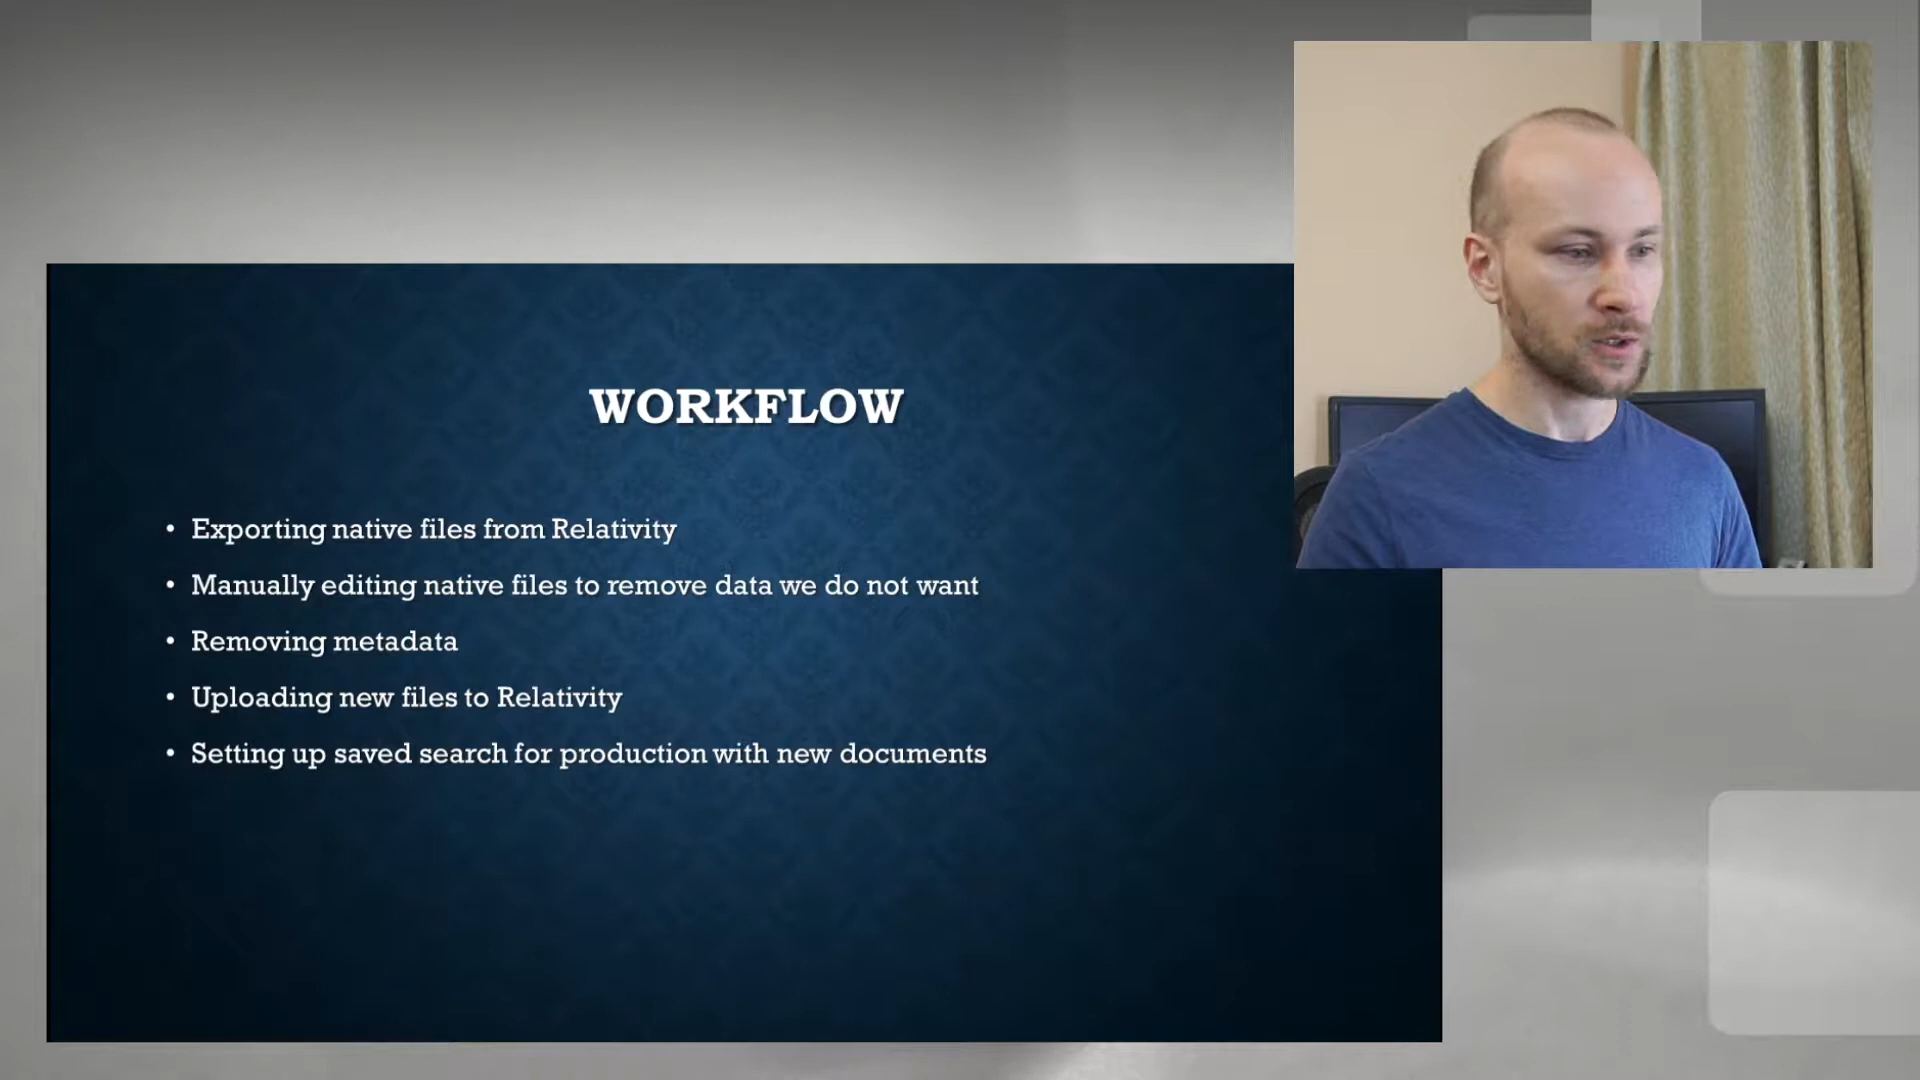 WORKFLOW
• Exporting native files from Relativity
• Manually editing native files to remove data we do not want
• Removing metadata
• Uploading new files to Relativity
• Setting up saved search for production with new documents